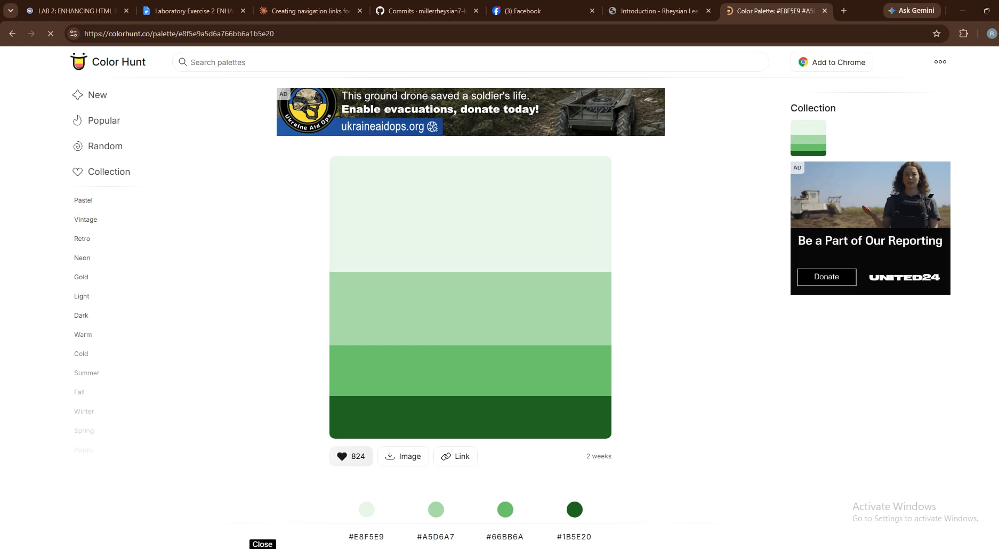 LAB 2: ENHANCING HTML S
Laboratory Exercise 2 ENHA
Creating navigation links for
Commits · millerrheysian7-b
(3) Facebook
Introduction - Rheysian Lee
Color Palette: #E8F5E9 #A5D
Ask Gemini
https://colorhunt.co/palette/e8f5e9a5d6a766bb6a1b5e20
R
Color Hunt
Search palettes
Add to Chrome
New
Popular
Random
Collection
Pastel
Vintage
Retro
Neon
Gold
Light
Dark
Warm
Cold
Summer
Fall
Winter
Spring
Happy
AD
Ukraine Aid Ops
This ground drone saved a soldier's life.
Enable evacuations, donate today!
ukraineaidops.org
824
Image
Link
2 weeks
#E8F5E9
#A5D6A7
#66BB6A
#1B5E20
Close
Collection
AD
Be a Part of Our Reporting
Donate
UNITED24
Activate Windows
Go to Settings to activate Windows.